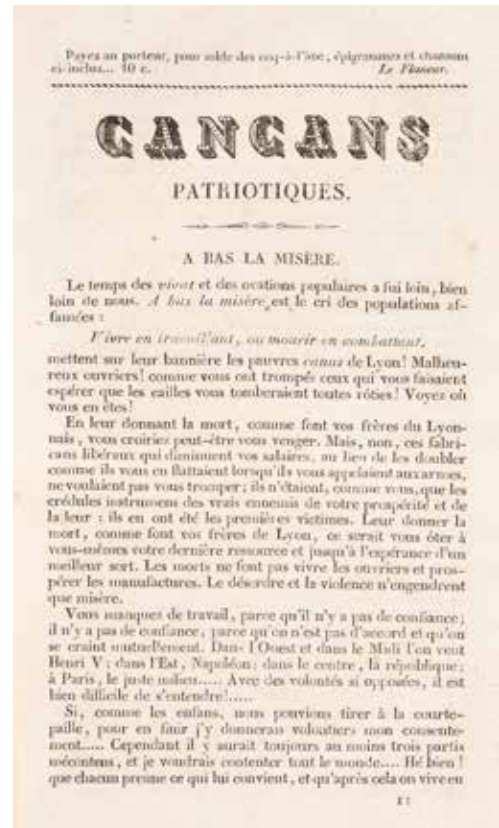 Payez au porteur, pour solde des coq-à-l'âne, épigrammes et chansons
ci-inclus... 10 c. Le Flaneur.
CANCANS
PATRIOTIQUES.
A BAS LA MISÈRE.
Le temps des vivat et des ovations populaires a fui loin, bien
loin de nous. A bas la misère est le cri des populations af-
famées :
Vivre en travaillant, ou mourir en combattant,
mettent sur leur bannière les pauvres canus de Lyon! Malheu-
reux ouvriers! comme vous ont trompés ceux qui vous faisaient
espérer que les cailles vous tomberaient toutes rôties! Voyez où
vous en êtes!
En leur donnant la mort, comme font vos frères du Lyon-
nais, vous croiriez peut-être vous venger. Mais, non, ces fabri-
cans libéraux qui diminuent vos salaires, au lieu de les doubler
comme ils vous en flattaient lorsqu'ils vous appelaient aux armes,
ne voulaient pas vous tromper; ils n'étaient, comme vous, que les
crédules instrumens des vrais ennemis de votre prospérité et de
la leur : ils en ont été les premières victimes. Leur donner la
mort, comme font vos frères de Lyon, ce serait vous ôter à
vous-mêmes votre dernière ressource et jusqu'à l'espérance d'un
meilleur sort. Les morts ne font pas vivre les ouvriers et pros-
pérer les manufactures. Le désordre et la violence n'engendrent
que misère.
Vous manquez de travail, parce qu'il n'y a pas de confiance;
il n'y a pas de confiance, parce qu'on n'est pas d'accord et qu'on
se craint mutuellement. Dans l'Ouest et dans le Midi l'on veut
Henri V; dans l'Est, Napoléon; dans le centre, la république;
à Paris, le juste milieu..... Avec des volontés si opposées, il est
bien difficile de s'entendre!.....
Si, comme les enfans, nous pouvions tirer à la courte-
paille, pour en finir j'y donnerais volontiers mon consente-
ment..... Cependant il y aurait toujours au moins trois partis
mécontens, et je voudrais contenter tout le monde.... Hé bien !
que chacun prenne ce qui lui convient, et qu'après cela on vive en
11